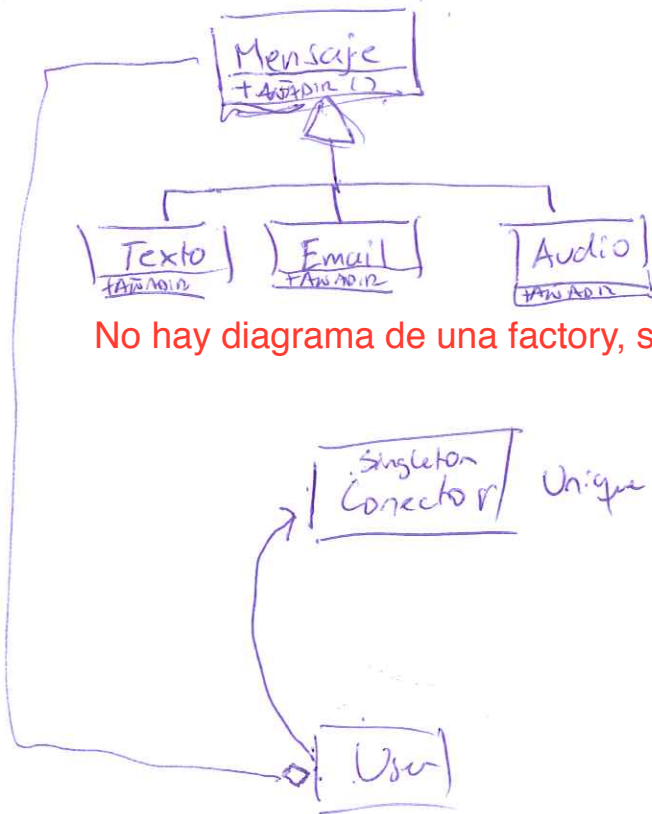 Mensaje
+ AÑADIR ()
Texto
+AÑADIR
Email
+AÑADIR
Audio
+AÑADIR
No hay diagrama de una factory, s
Singleton
Conector
Unique
User